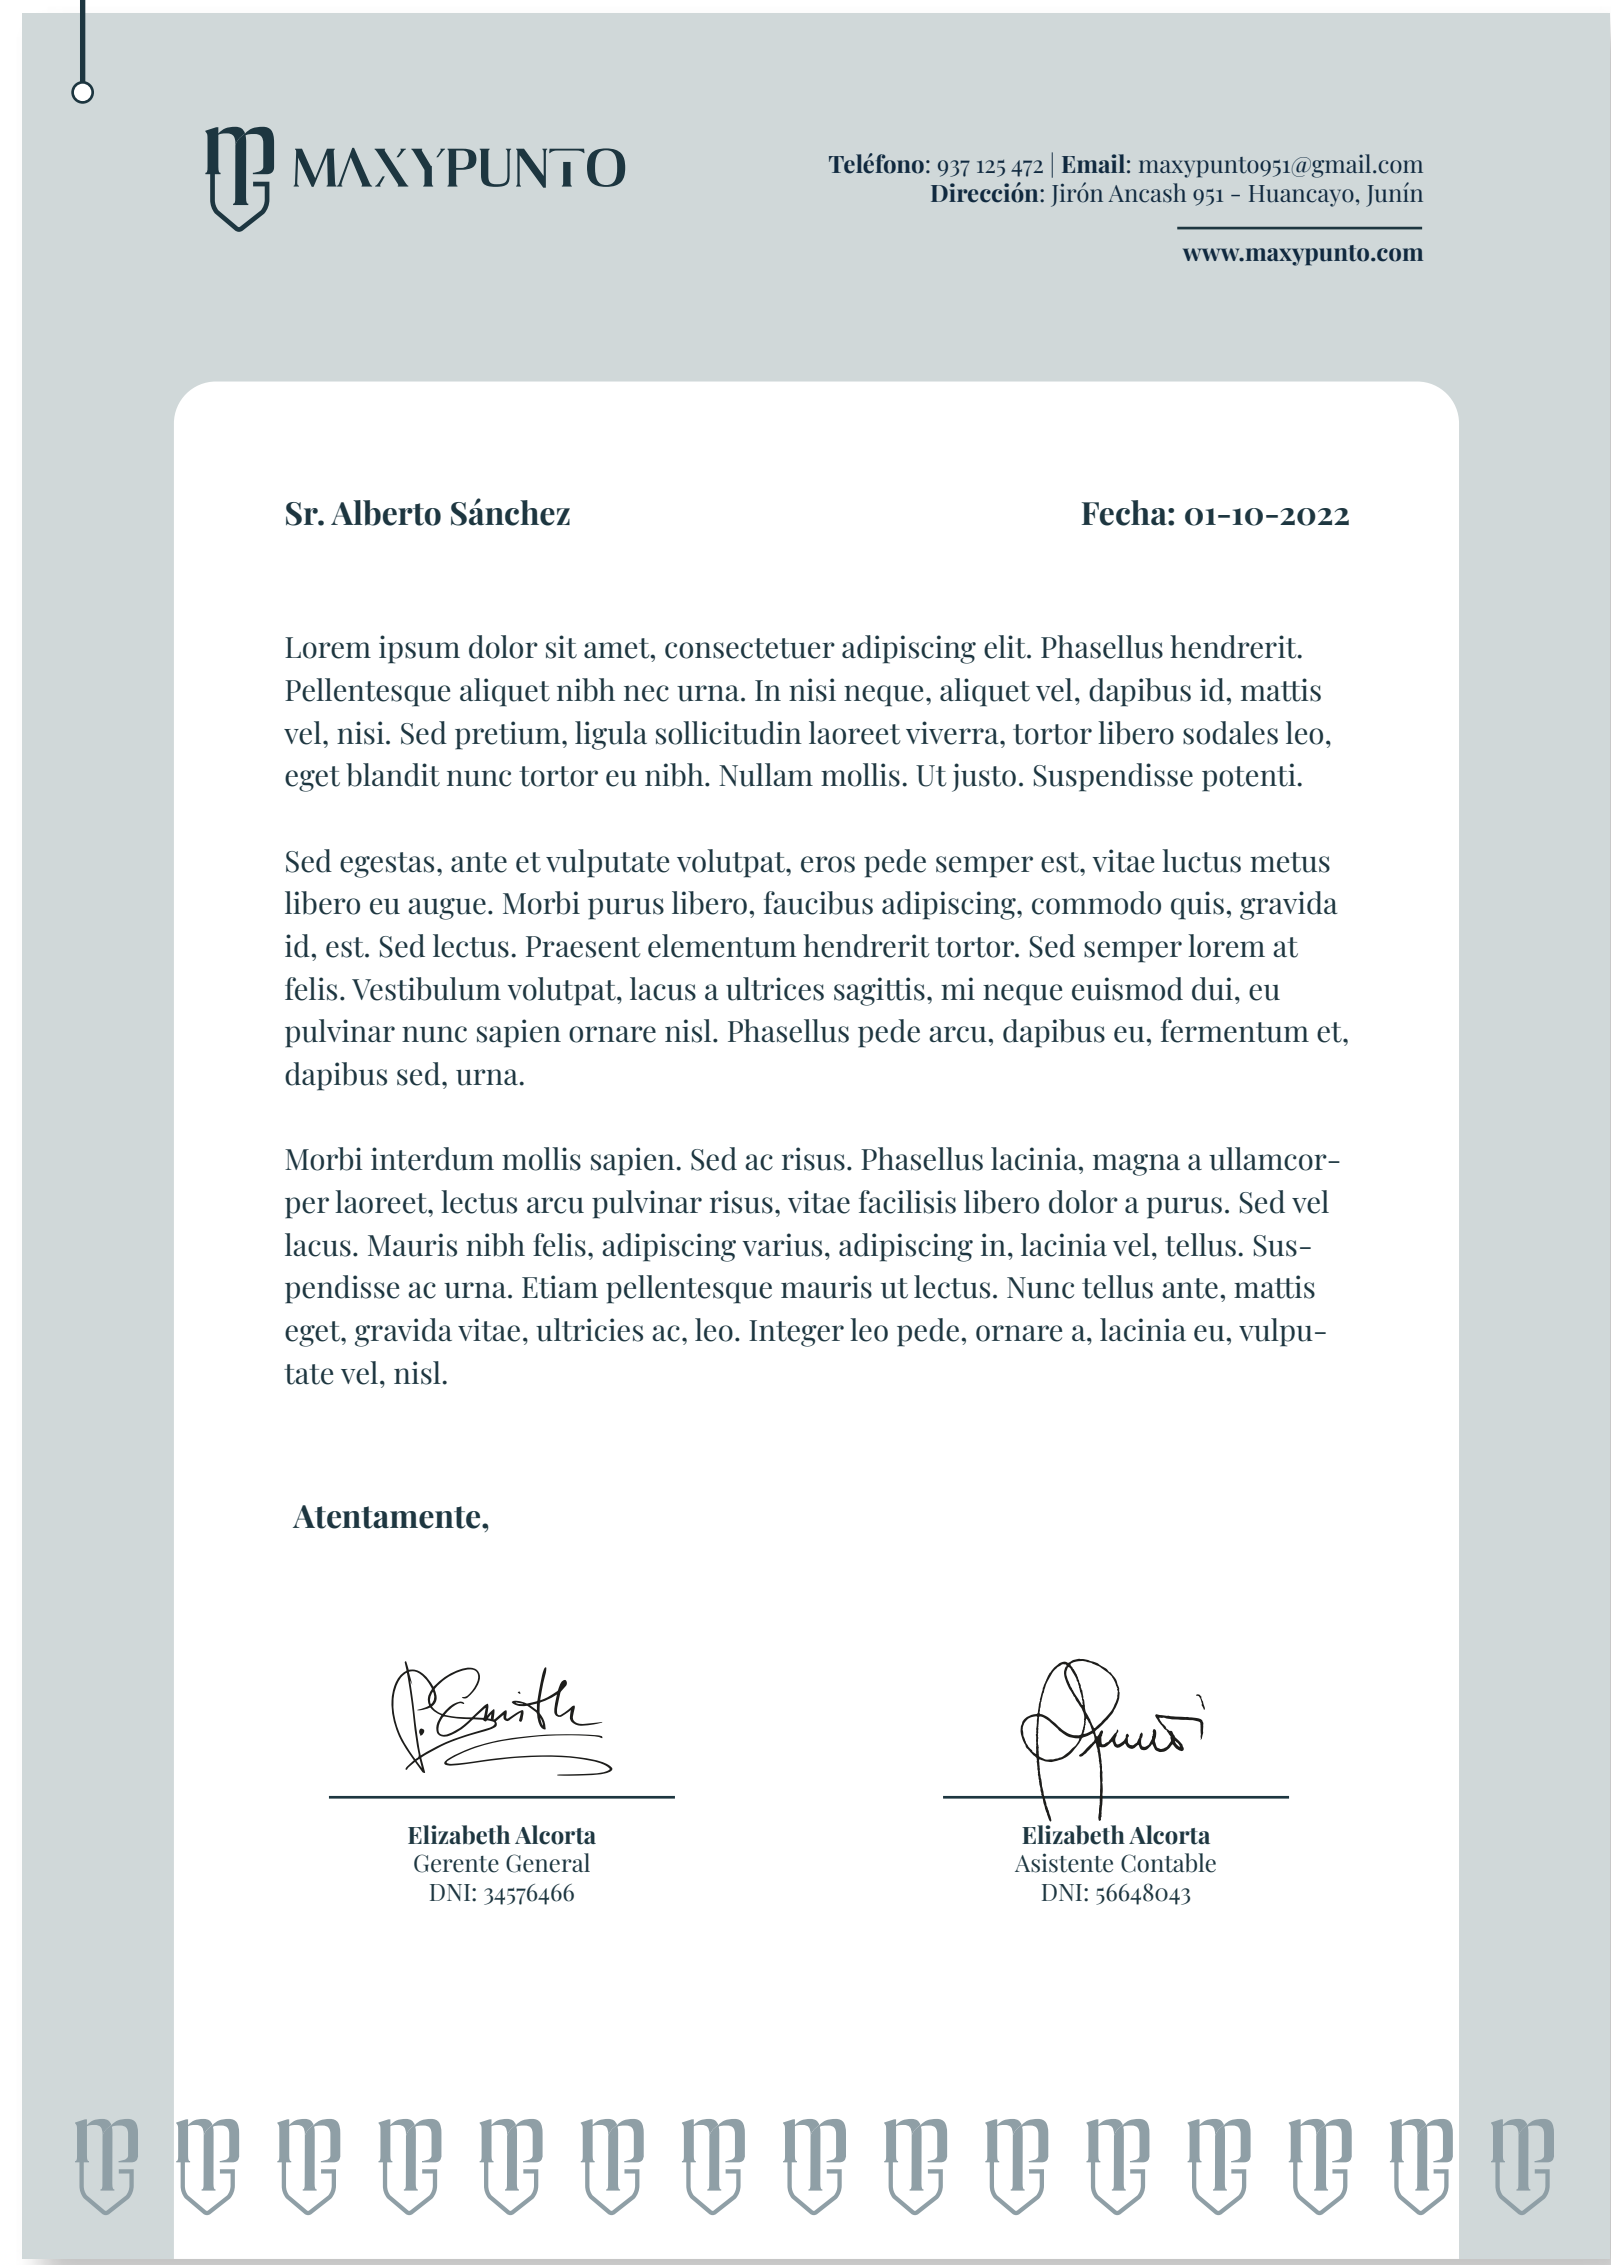 MAXYPUNTO
Teléfono: 937 125 472 | Email: maxypunto951@gmail.com
Dirección: Jirón Ancash 951 - Huancayo, Junín
www.maxypunto.com
Sr. Alberto Sánchez
Fecha: 01-10-2022
Lorem ipsum dolor sit amet, consectetuer adipiscing elit. Phasellus hendrerit.
Pellentesque aliquet nibh nec urna. In nisi neque, aliquet vel, dapibus id, mattis
vel, nisi. Sed pretium, ligula sollicitudin laoreet viverra, tortor libero sodales leo,
eget blandit nunc tortor eu nibh. Nullam mollis. Ut justo. Suspendisse potenti.
Sed egestas, ante et vulputate volutpat, eros pede semper est, vitae luctus metus
libero eu augue. Morbi purus libero, faucibus adipiscing, commodo quis, gravida
id, est. Sed lectus. Praesent elementum hendrerit tortor. Sed semper lorem at
felis. Vestibulum volutpat, lacus a ultrices sagittis, mi neque euismod dui, eu
pulvinar nunc sapien ornare nisl. Phasellus pede arcu, dapibus eu, fermentum et,
dapibus sed, urna.
Morbi interdum mollis sapien. Sed ac risus. Phasellus lacinia, magna a ullamcor-
per laoreet, lectus arcu pulvinar risus, vitae facilisis libero dolor a purus. Sed vel
lacus. Mauris nibh felis, adipiscing varius, adipiscing in, lacinia vel, tellus. Sus-
pendisse ac urna. Etiam pellentesque mauris ut lectus. Nunc tellus ante, mattis
eget, gravida vitae, ultricies ac, leo. Integer leo pede, ornare a, lacinia eu, vulpu-
tate vel, nisl.
Atentamente,
Elizabeth Alcorta
Gerente General
DNI: 34576466
Elizabeth Alcorta
Asistente Contable
DNI: 56648043